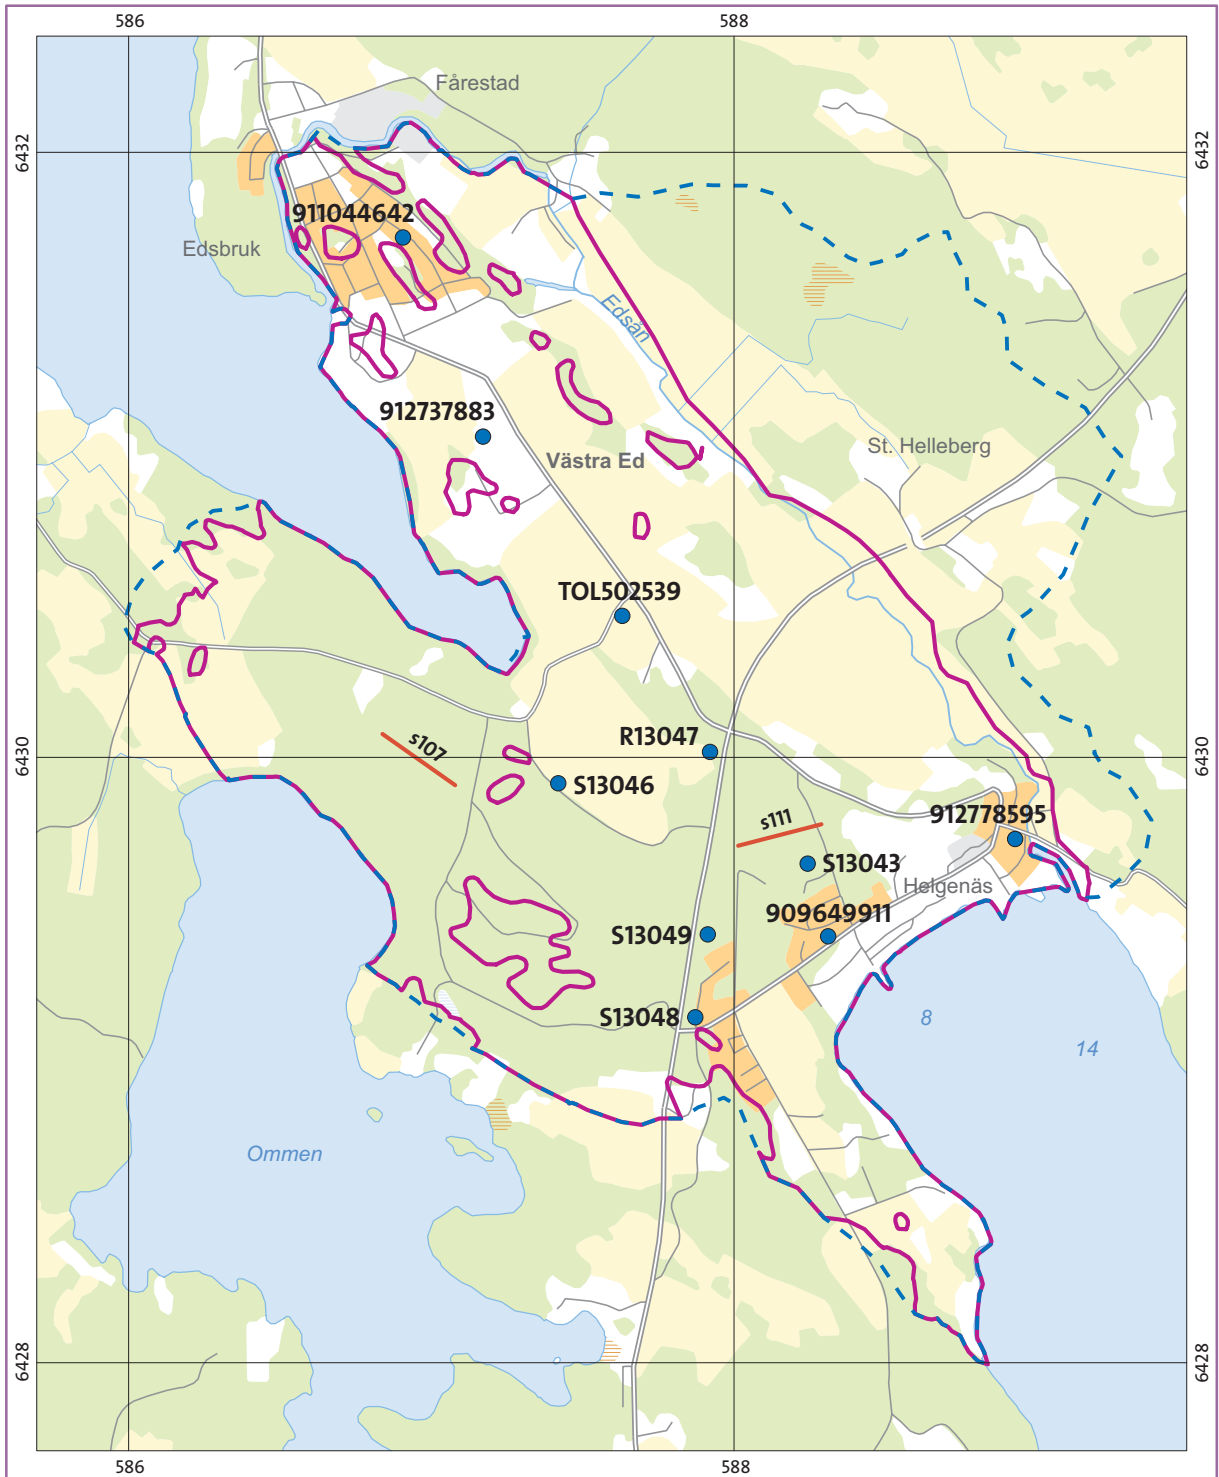 586
588
Fårestad
6432
6432
911044642
Edsbruk
Edsån
912737883
Västra Ed
St. Helleberg
TOL502539
s107
R13047
6430
6430
S13046
s111
912778595
S13043
Helgenäs
909649911
S13049
S13048
8
14
Ommen
6428
6428
586
588